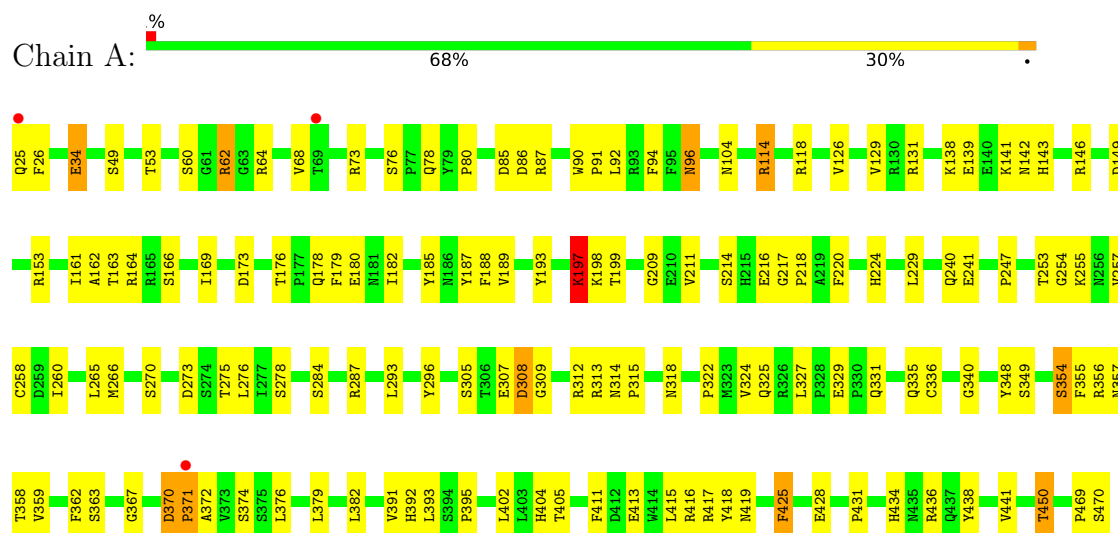 .%
Chain A:
68% 30% •
Q25 F26 E34 S49 T53 S60 G61 R62 G63 R64 V68 T69 R73 S76 P77 Q78 Y79 P80 D85 D86 R87 W90 P91 L92 R93 F94 F95 N96 N104 R114 R118 V126 V129 R130 R131 K138 E139 E140 K141 N142 H143 R146 D149
R153 I161 A162 T163 R164 R165 S166 I169 D173 T176 P177 Q178 F179 E180 N181 I182 Y185 N186 Y187 F188 V189 Y193 K197 K198 T199 G209 E210 V211 S214 H215 E216 G217 P218 A219 F220 H224 L229 Q240 E241 P247 T253 G254 K255 N256 V257
C258 D259 I260 L265 M266 S270 D273 S274 T275 L276 I277 S278 S284 R287 L293 Y296 S305 T306 E307 D308 G309 R312 R313 N314 P315 N318 P322 M323 V324 Q325 R326 L327 P328 E329 P330 Q331 Q335 C336 G340 Y348 S349 S354 F355 R356 N357
T358 V359 F362 S363 G367 D370 P371 A372 V373 S374 S375 L376 L379 L382 V391 H392 L393 S394 P395 L402 L403 H404 T405 F411 D412 E413 W414 L415 R416 R417 Y418 N419 F425 E428 P431 H434 N435 R436 Q437 Y438 V441 T450 P469 S470